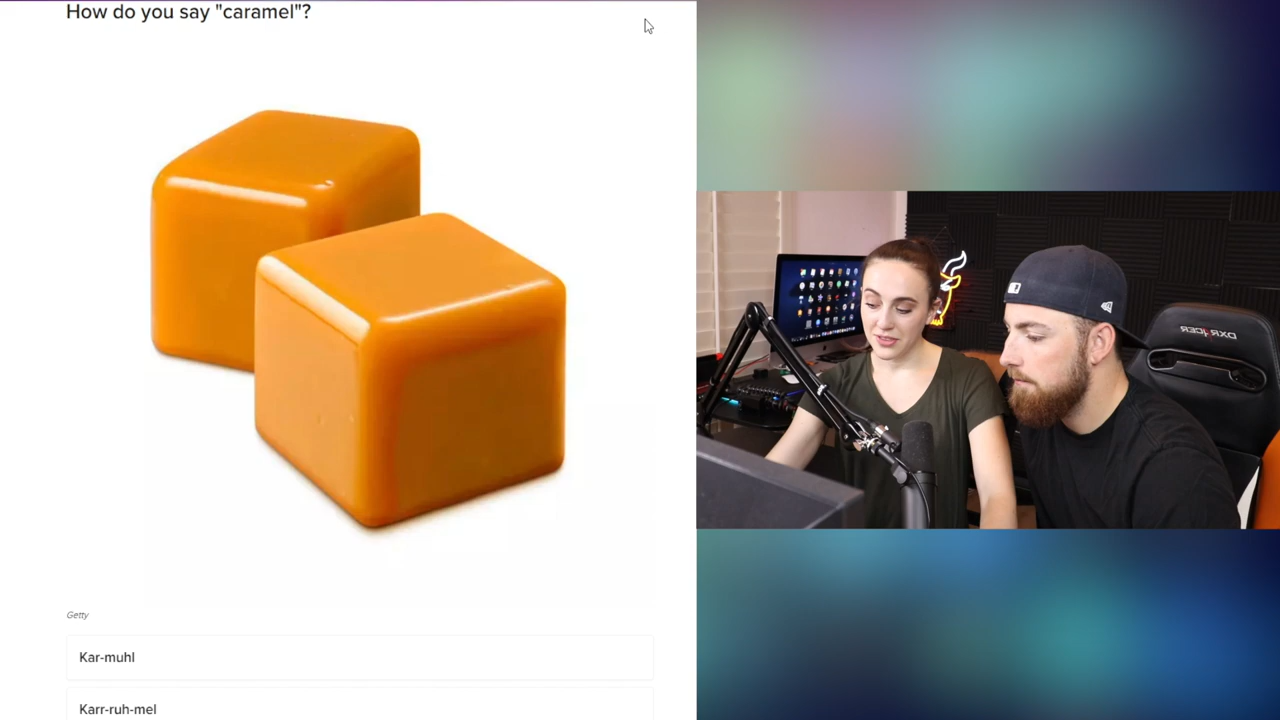 How do you say "caramel"?
Getty
Kar-muhl
Karr-ruh-mel
DXRACER